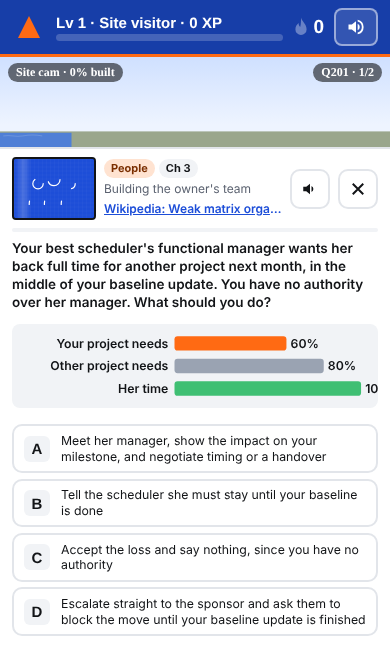 Lv 1 · Site visitor · 0 XP
0
Site cam · 0% built
Q201 · 1/2
People
Ch 3
Building the owner's team
Wikipedia: Weak matrix orga...
Your best scheduler's functional manager wants her
back full time for another project next month, in the
middle of your baseline update. You have no authority
over her manager. What should you do?
Your project needs 60%
Other project needs 80%
Her time 10
A Meet her manager, show the impact on your
milestone, and negotiate timing or a handover
B Tell the scheduler she must stay until your baseline
is done
C Accept the loss and say nothing, since you have no
authority
D Escalate straight to the sponsor and ask them to
block the move until your baseline update is finished